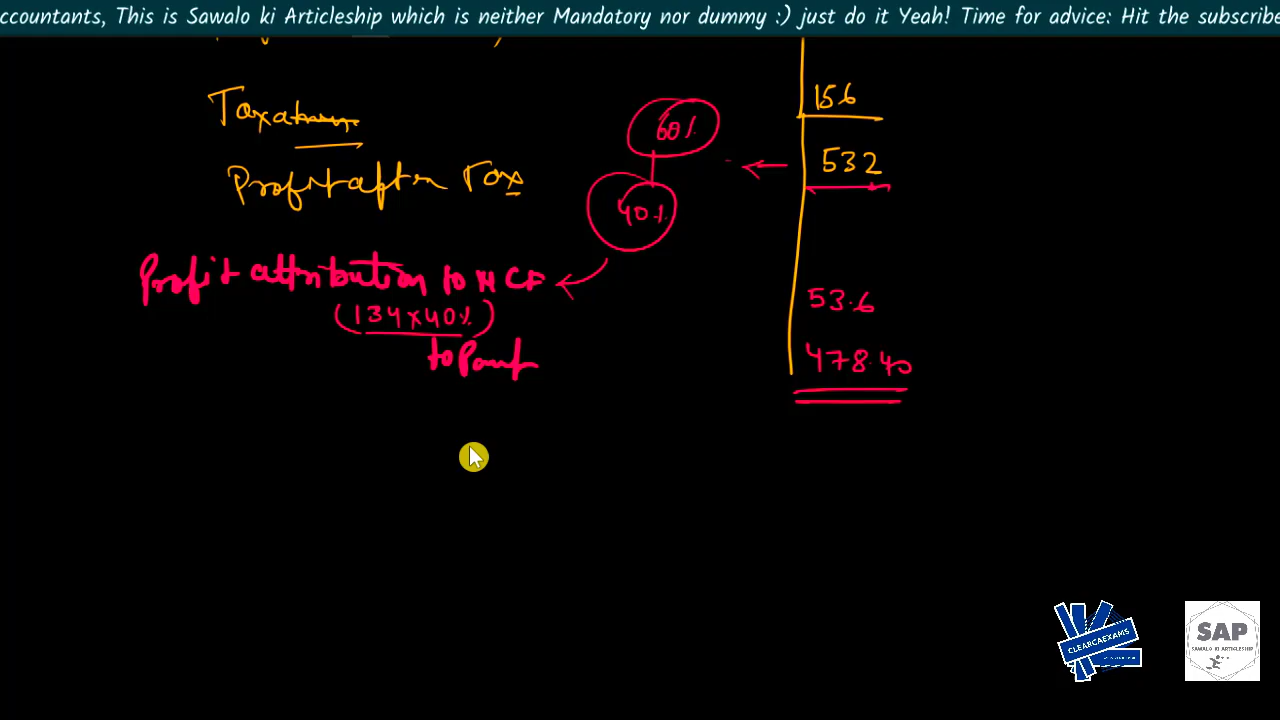 ccountants, This is Sawalo ki Articleship which is neither Mandatory nor dummy :) just do it Yeah! Time for advice: Hit the subscribe
156
Taxation
60%
532
Profit after Tax
40%
Profit attribution to NCI
53.6
(134x40%)
to Parent
478.40
CLEARCAEXAMS
SAP
SAWALO KI ARTICLESHIP